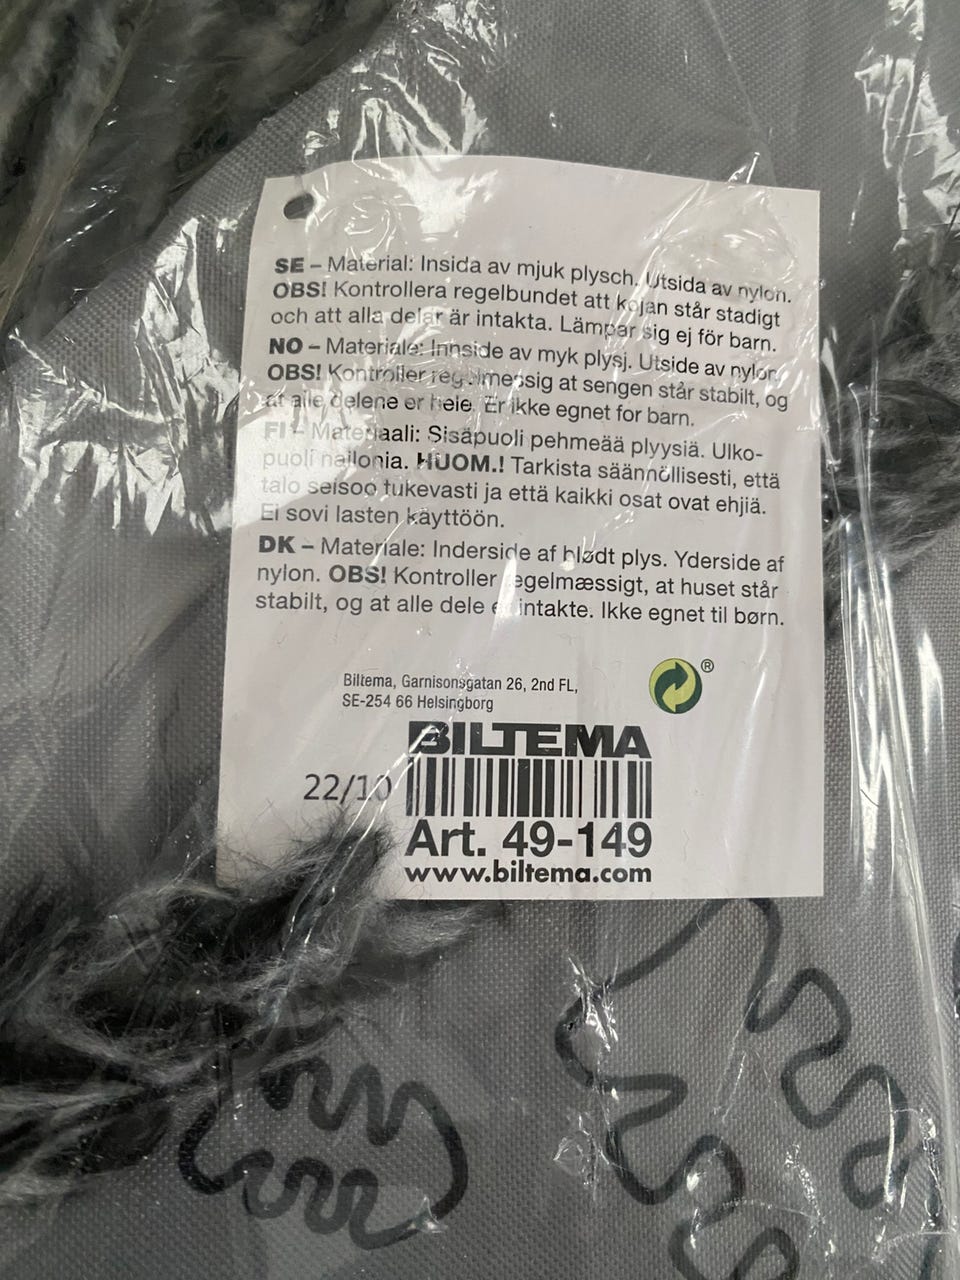 SE – Material: Insida av mjuk plysch. Utsida av nylon.
OBS! Kontrollera regelbundet att kojan står stadigt
och att alla delar är intakta. Lämpar sig ej för barn.
NO – Materiale: Innside av myk plysj. Utside av nylon.
OBS! Kontroller regelmessig at sengen står stabilt, og
at alle delene er hele. Er ikke egnet for barn.
FI – Materiaali: Sisäpuoli pehmeää plyysiä. Ulko-
puoli nailonia. HUOM.! Tarkista säännöllisesti, että
talo seisoo tukevasti ja että kaikki osat ovat ehjiä.
Ei sovi lasten käyttöön.
DK – Materiale: Inderside af blødt plys. Yderside af
nylon. OBS! Kontroller regelmæssigt, at huset står
stabilt, og at alle dele er intakte. Ikke egnet til børn.
Biltema, Garnisonsgatan 26, 2nd FL,
SE-254 66 Helsingborg
®
BILTEMA
22/10
Art. 49-149
www.biltema.com